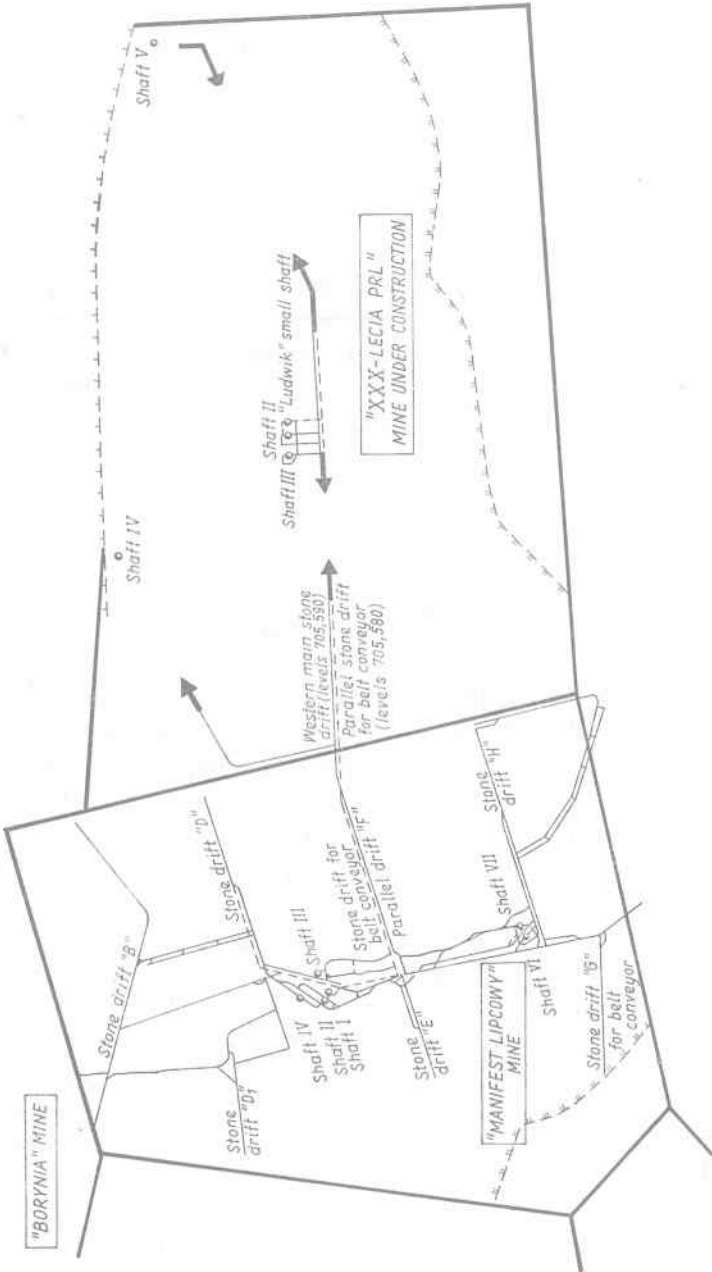 "BORYNIA" MINE
Stone drift "B"
Stone
drift "D1"
Stone drift "D"
Shaft IV
Shaft II
Shaft I
Shaft III
Stone drift for
belt conveyor
Parallel drift "F"
Stone
drift "E"
"MANIFEST LIPCOWY"
MINE
Shaft VII
Shaft VI
Stone drift "G"
for belt
conveyor
Stone
drift "H"
Western main stone
drift (levels 705,590)
Parallel stone drift
for belt conveyor
(levels 705,580)
Shaft IV
Shaft III
Shaft II
"Ludwik" small shaft
"XXX-LECIA PRL"
MINE UNDER CONSTRUCTION
Shaft V